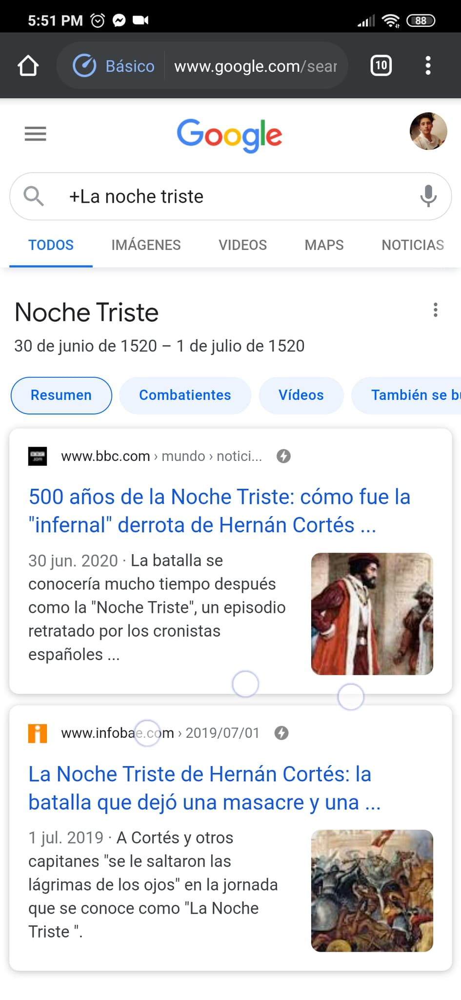 5:51 PM 88
Básico www.google.com/sear 10
Google
+La noche triste
TODOS IMÁGENES VIDEOS MAPS NOTICIAS
Noche Triste
30 de junio de 1520 – 1 de julio de 1520
Resumen Combatientes Vídeos También se bu
www.bbc.com › mundo › notici...
500 años de la Noche Triste: cómo fue la
"infernal" derrota de Hernán Cortés ...
30 jun. 2020 · La batalla se
conocería mucho tiempo después
como la "Noche Triste", un episodio
retratado por los cronistas
españoles ...
www.infobae.com › 2019/07/01
La Noche Triste de Hernán Cortés: la
batalla que dejó una masacre y una ...
1 jul. 2019 · A Cortés y otros
capitanes "se le saltaron las
lágrimas de los ojos" en la jornada
que se conoce como "La Noche
Triste ".